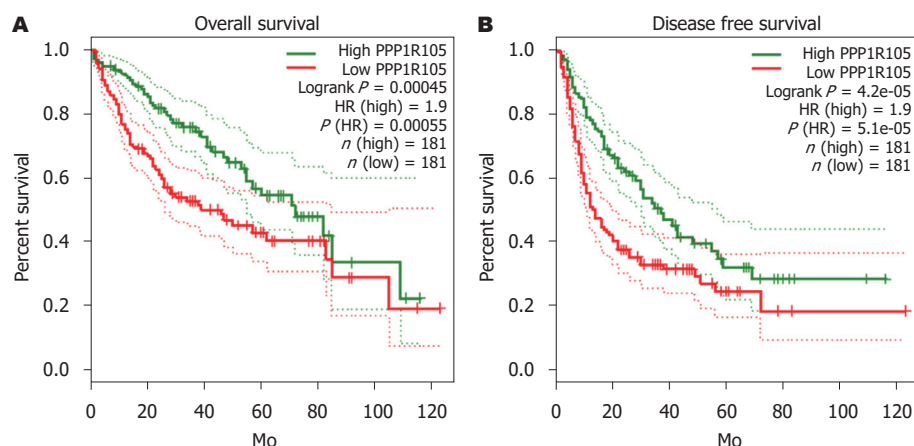 A
Overall survival
Percent survival
1.0
0.8
0.6
0.4
0.2
0.0
High PPP1R105
Low PPP1R105
Logrank P = 0.00045
HR (high) = 1.9
P (HR) = 0.00055
n (high) = 181
n (low) = 181
0 20 40 60 80 100 120
Mo
B
Disease free survival
Percent survival
1.0
0.8
0.6
0.4
0.2
0.0
High PPP1R105
Low PPP1R105
Logrank P = 4.2e-05
HR (high) = 1.9
P (HR) = 5.1e-05
n (high) = 181
n (low) = 181
0 20 40 60 80 100 120
Mo